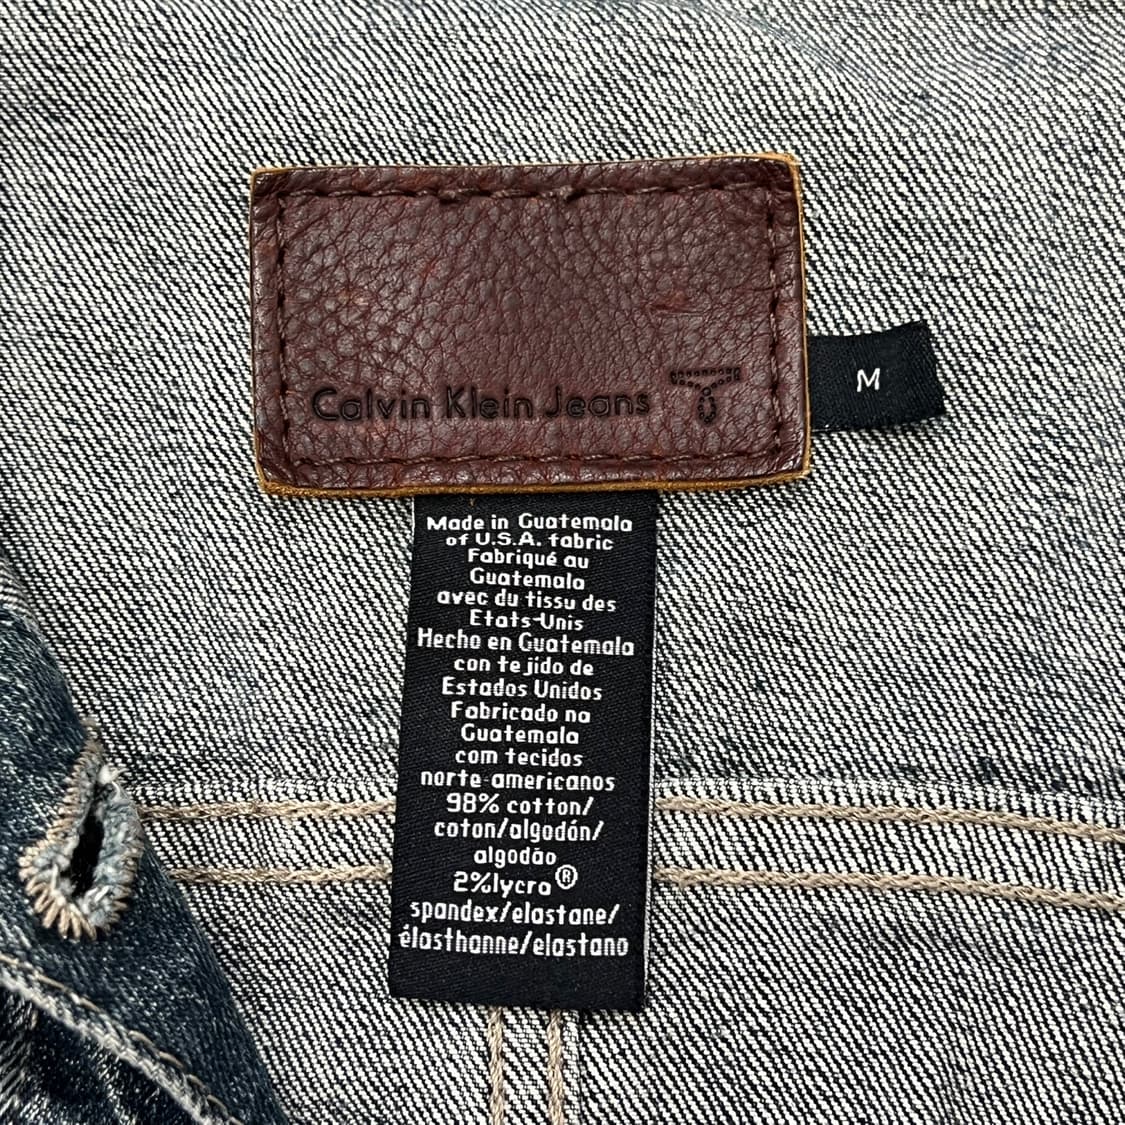 Calvin Klein Jeans
M
Made in Guatemala
of U.S.A. fabric
Fabriqué au
Guatemala
avec du tissu des
Etats-Unis
Hecho en Guatemala
con tejido de
Estados Unidos
Fabricado na
Guatemala
com tecidos
norte-americanos
98% cotton/
coton/algodón/
algodão
2%lycra®
spandex/elastane/
élasthanne/elastano